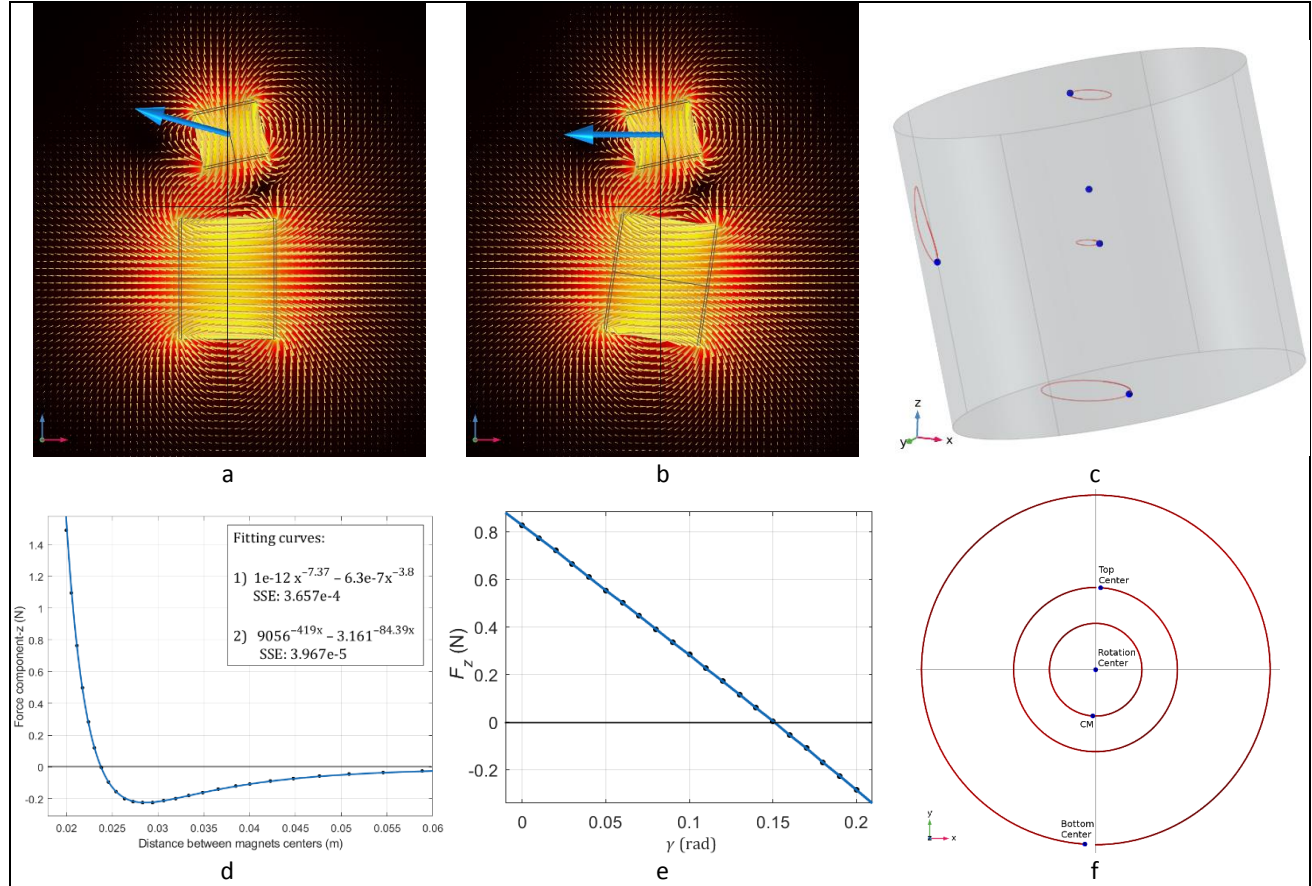 a
b
z
y
x
c
Force component-z (N)
1.4
1.2
1
0.8
0.6
0.4
0.2
0
-0.2
Fitting curves:
1) 1e-12 x⁻⁷·³⁷ – 6.3e-7x⁻³·⁸
SSE: 3.657e-4
2) 9056⁻⁴¹⁹ˣ – 3.161⁻⁸⁴·³⁹ˣ
SSE: 3.967e-5
0.02 0.025 0.03 0.035 0.04 0.045 0.05 0.055 0.06
Distance between magnets centers (m)
d
F_z (N)
0.8
0.6
0.4
0.2
0
-0.2
0 0.05 0.1 0.15 0.2
γ (rad)
e
Top
Center
Rotation
Center
CM
Bottom
Center
y
x
f